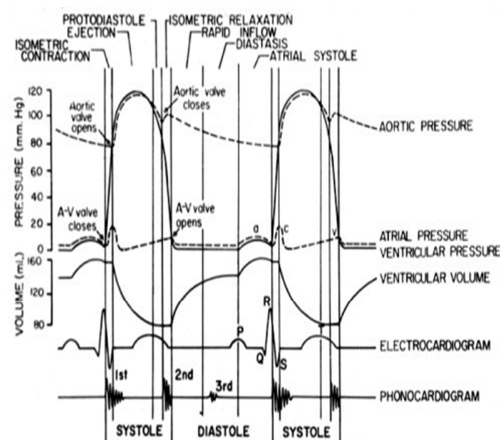 PROTODIASTOLE
EJECTION
ISOMETRIC
CONTRACTION
ISOMETRIC RELAXATION
RAPID INFLOW
DIASTASIS
ATRIAL SYSTOLE
PRESSURE (mm. Hg)
120
100
80
60
40
20
0
Aortic valve opens
Aortic valve closes
A-V valve closes
A-V valve opens
a
c
v
AORTIC PRESSURE
ATRIAL PRESSURE
VENTRICULAR PRESSURE
VOLUME (ml.)
160
120
80
VENTRICULAR VOLUME
R
P
Q
S
ELECTROCARDIOGRAM
1st
2nd
3rd
PHONOCARDIOGRAM
SYSTOLE
DIASTOLE
SYSTOLE